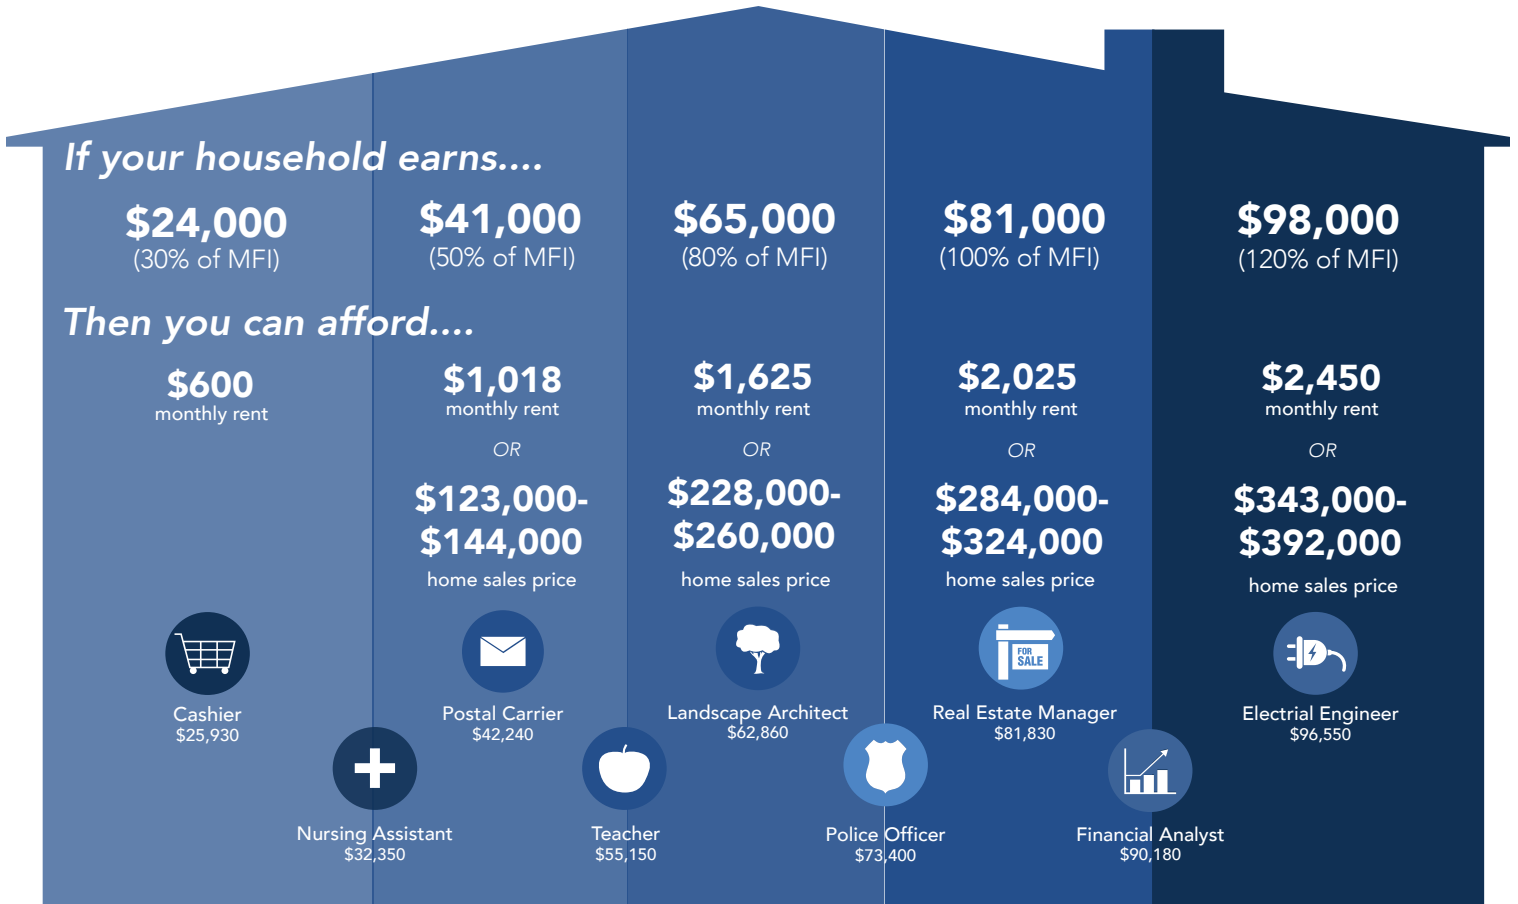 If your household earns....
$24,000
(30% of MFI)
$41,000
(50% of MFI)
$65,000
(80% of MFI)
$81,000
(100% of MFI)
$98,000
(120% of MFI)
Then you can afford....
$600
monthly rent
$1,018
monthly rent
OR
$123,000-
$144,000
home sales price
$1,625
monthly rent
OR
$228,000-
$260,000
home sales price
$2,025
monthly rent
OR
$284,000-
$324,000
home sales price
$2,450
monthly rent
OR
$343,000-
$392,000
home sales price
Cashier
$25,930
Postal Carrier
$42,240
Landscape Architect
$62,860
FOR
SALE
Real Estate Manager
$81,830
Electrial Engineer
$96,550
Nursing Assistant
$32,350
Teacher
$55,150
Police Officer
$73,400
Financial Analyst
$90,180